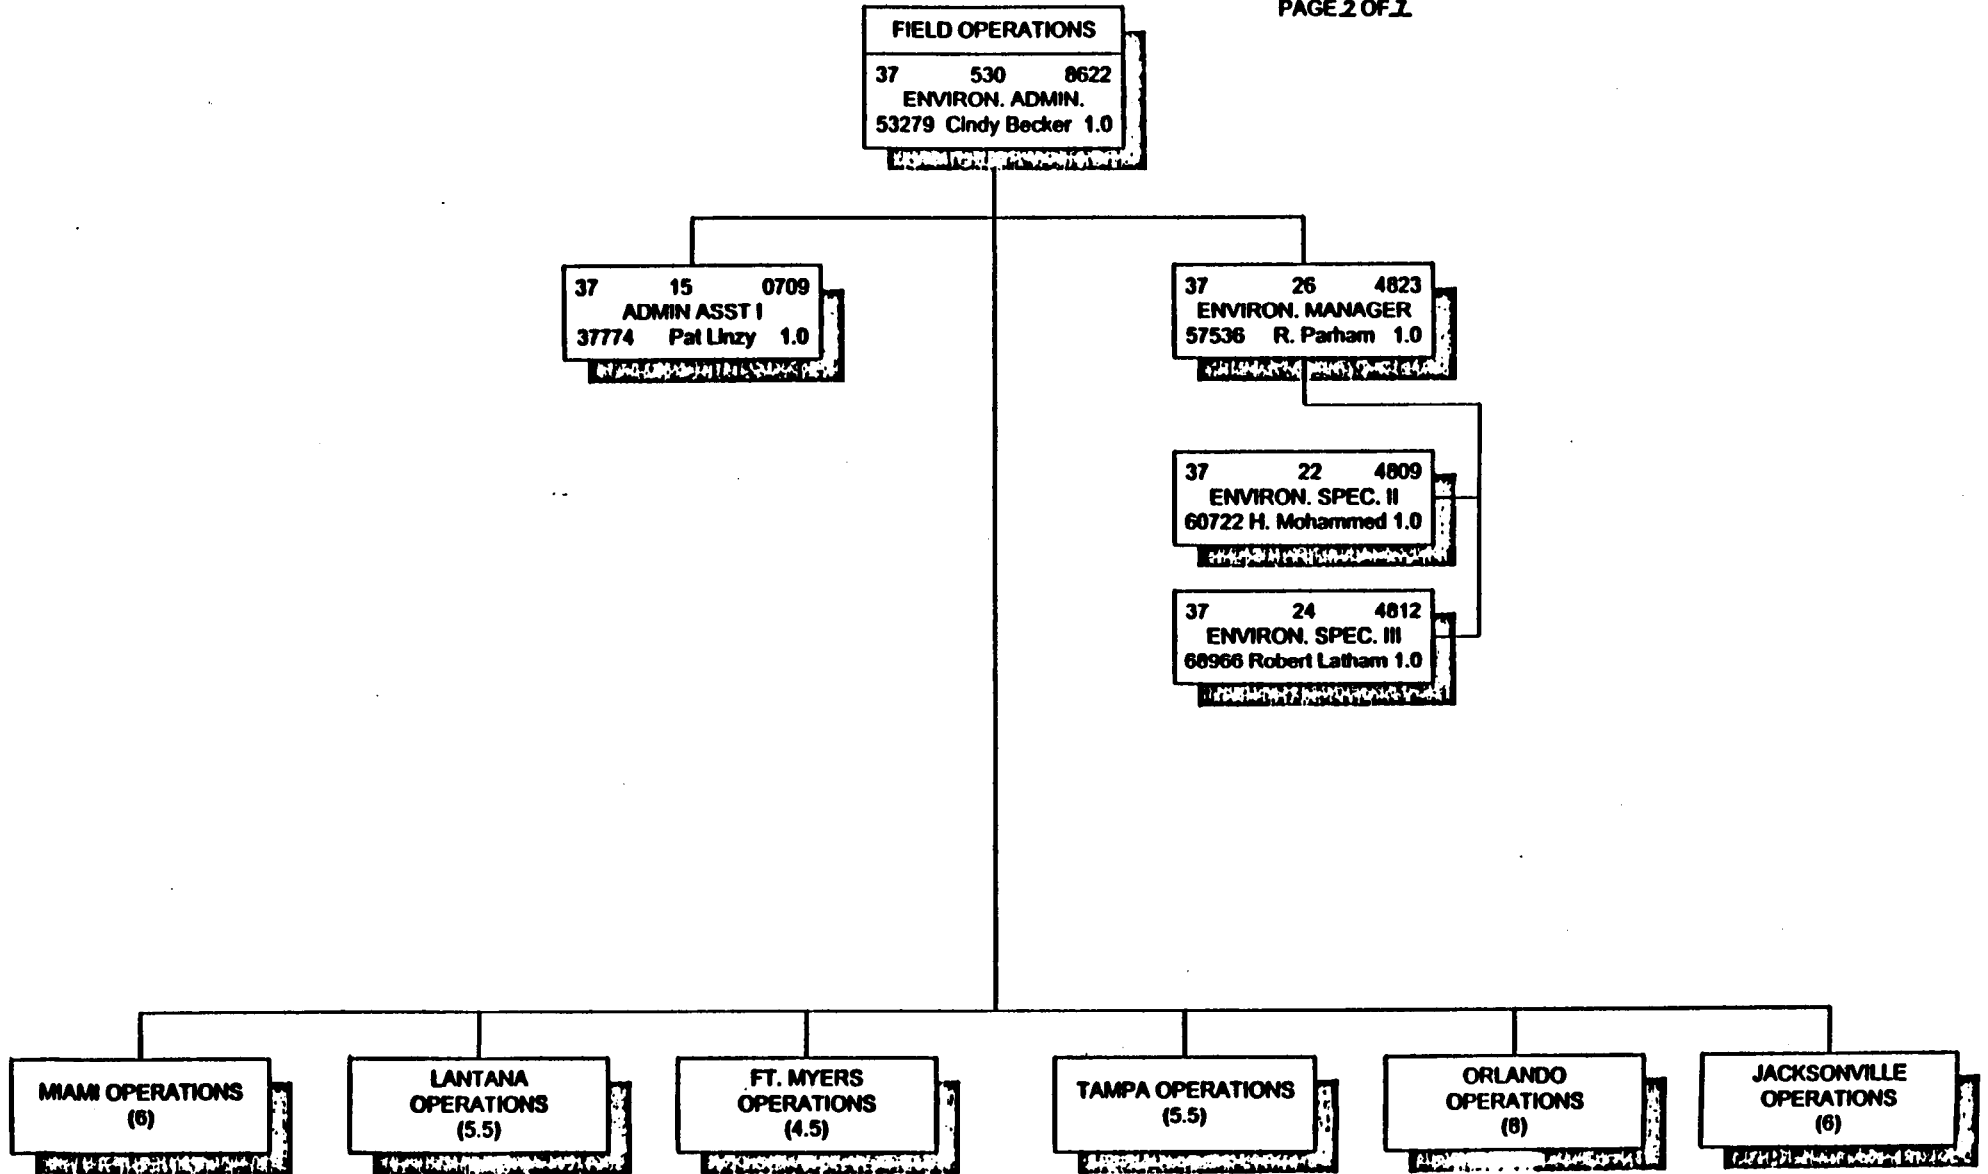 PAGE 2 OF 7
FIELD OPERATIONS
37 530 8622
ENVIRON. ADMIN.
53279 Cindy Becker 1.0
37 15 0709
ADMIN ASST I
37774 Pat Linzy 1.0
37 26 4823
ENVIRON. MANAGER
57536 R. Parham 1.0
37 22 4809
ENVIRON. SPEC. II
60722 H. Mohammed 1.0
37 24 4812
ENVIRON. SPEC. III
68966 Robert Latham 1.0
MIAMI OPERATIONS
(6)
LANTANA
OPERATIONS
(5.5)
FT. MYERS
OPERATIONS
(4.5)
TAMPA OPERATIONS
(5.5)
ORLANDO
OPERATIONS
JACKSONVILLE
OPERATIONS
(6)